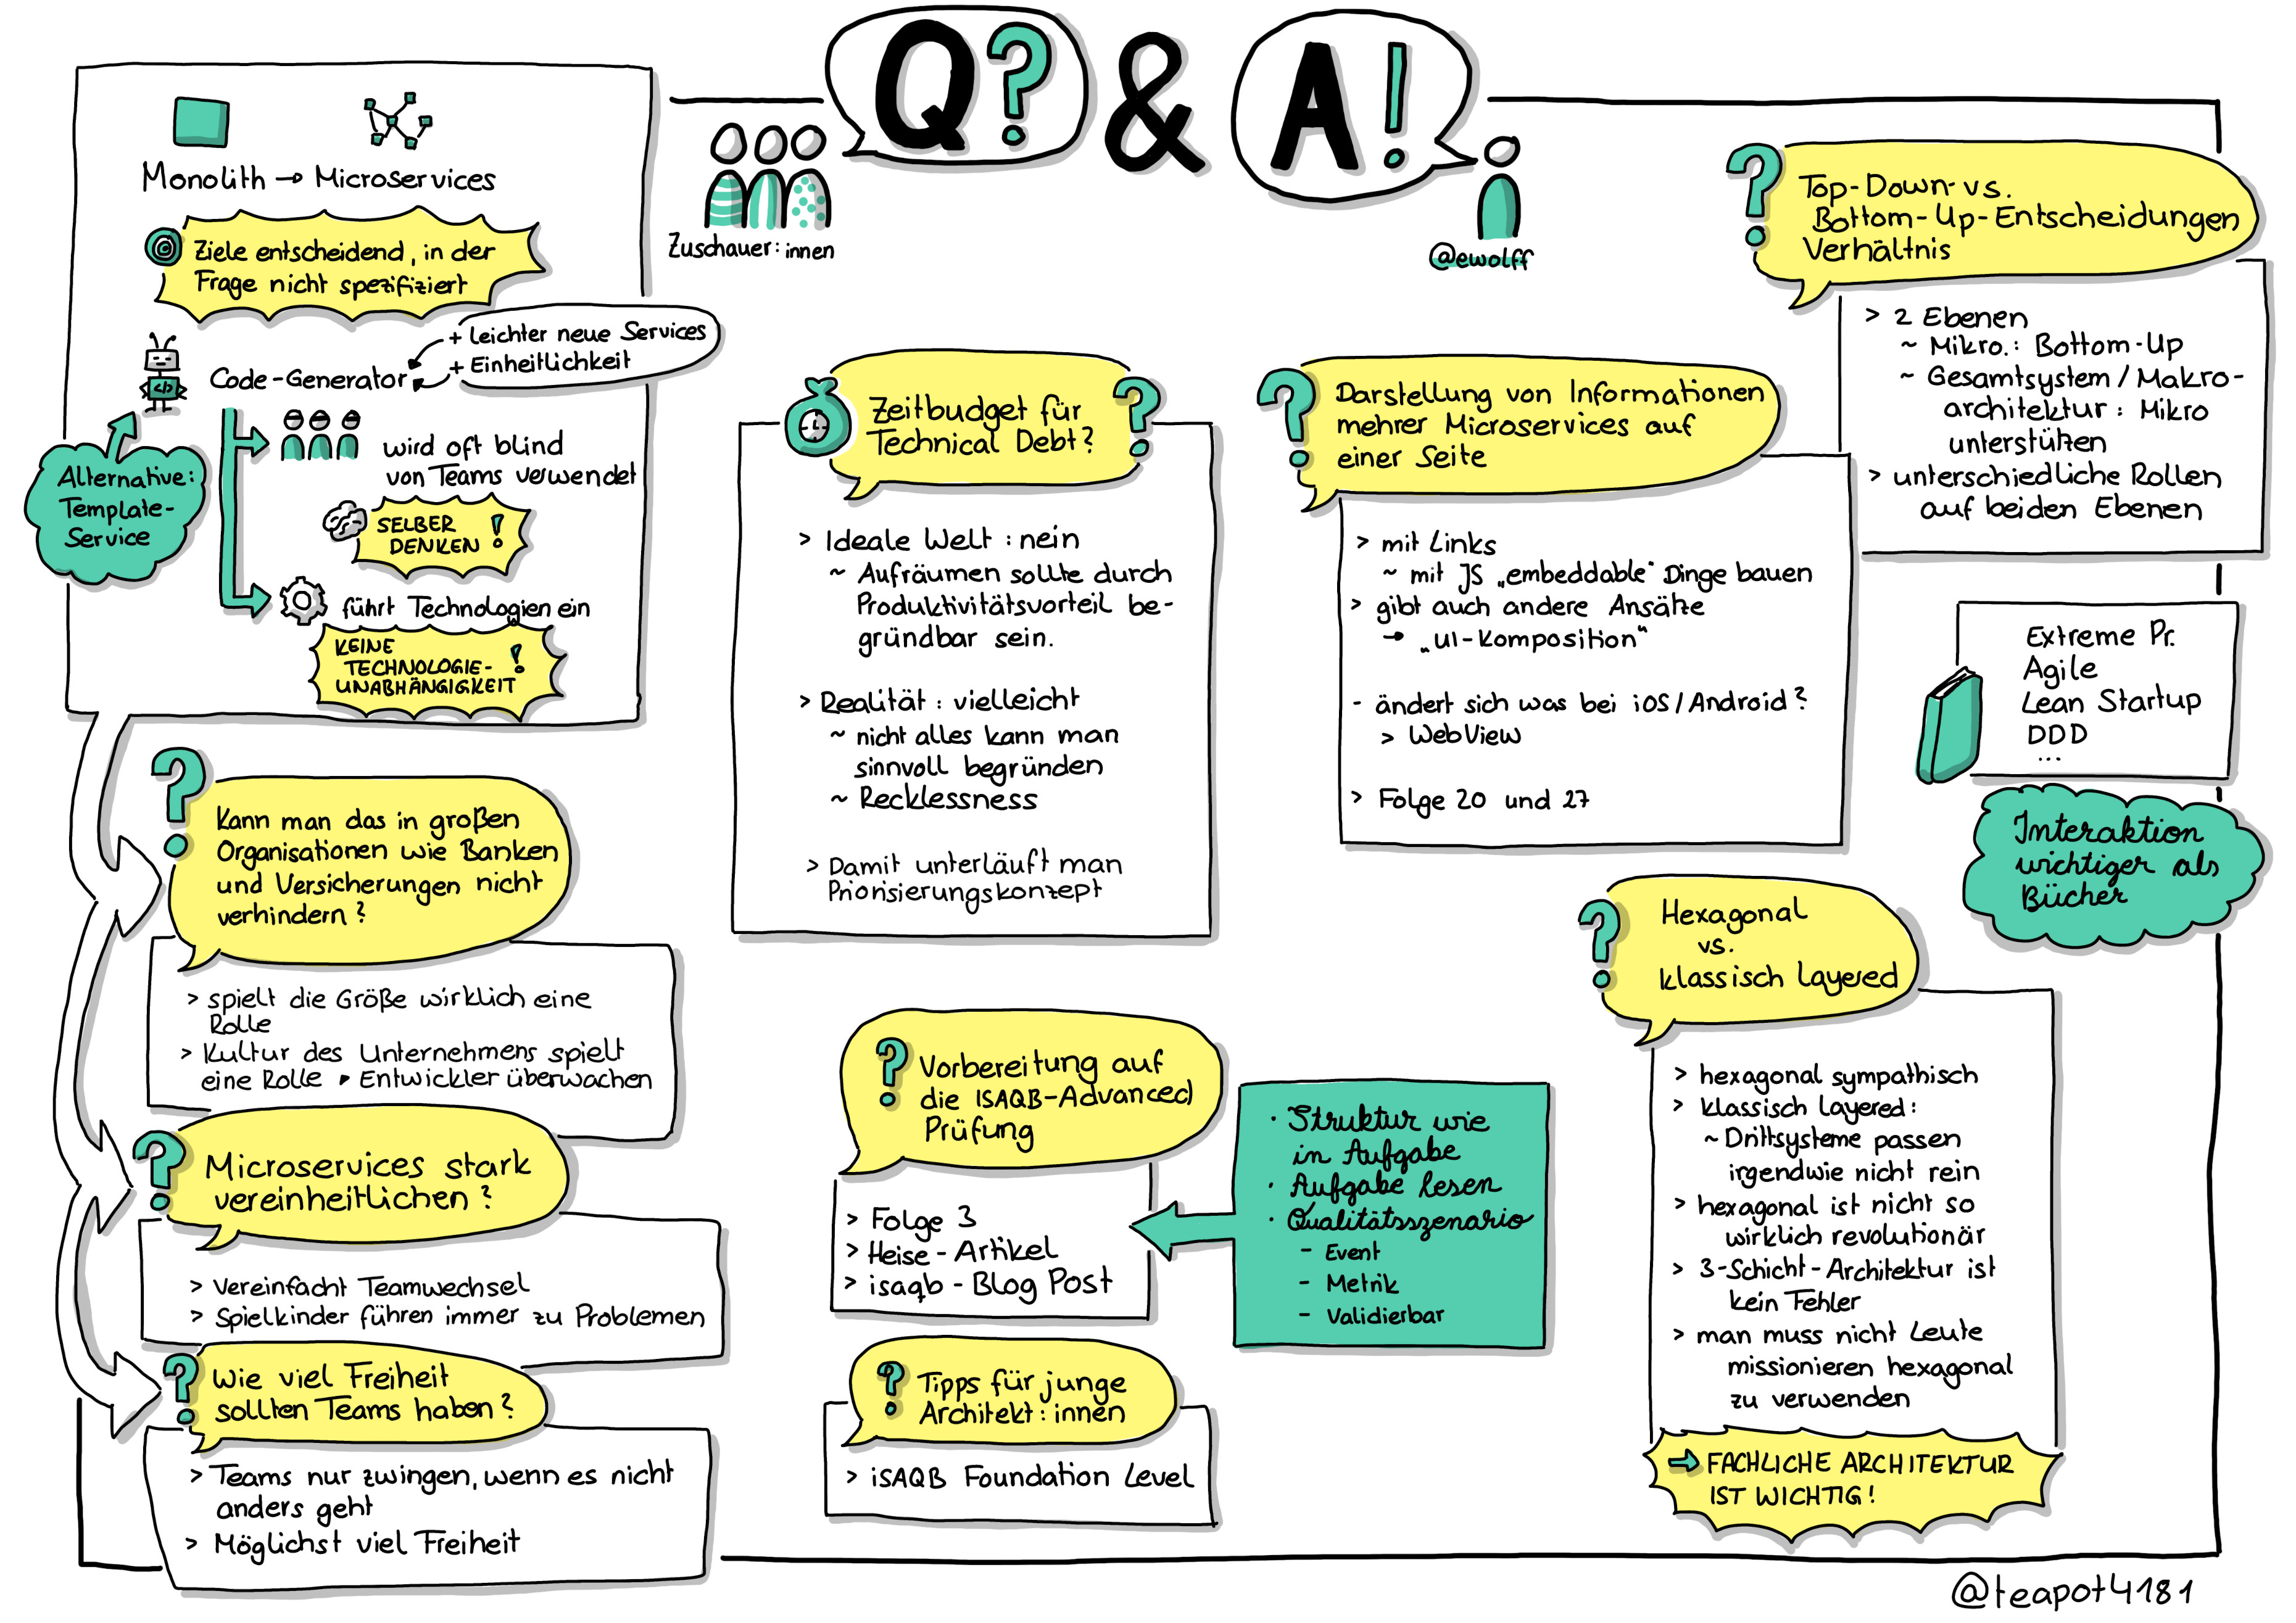 Q? & A!
Zuschauer:innen
@ewolff
Monolith → Microservices
Ziele entscheidend, in der
Frage nicht spezifiziert
+ Leichter neue Services
+ Einheitlichkeit
Code-Generator
</>
Alternative:
Template-
Service
wird oft blind
von Teams verwendet
SELBER
DENKEN!
führt Technologien ein
KEINE
TECHNOLOGIE-
UNABHÄNGIGKEIT!
Kann man das in großen
Organisationen wie Banken
und Versicherungen nicht
verhindern?
> spielt die Größe wirklich eine
Rolle
> Kultur des Unternehmens spielt
eine Rolle ▸ Entwickler überwachen
Microservices stark
vereinheitlichen?
> Vereinfacht Teamwechsel
> Spielkinder führen immer zu Problemen
Wie viel Freiheit
sollten Teams haben?
> Teams nur zwingen, wenn es nicht
anders geht
> Möglichst viel Freiheit
Zeitbudget für
Technical Debt?
> Ideale Welt: nein
~ Aufräumen sollte durch
Produktivitätsvorteil be-
gründbar sein.
> Realität: vielleicht
~ nicht alles kann man
sinnvoll begründen
~ Recklessness
> Damit unterläuft man
Priorisierungskonzept
Vorbereitung auf
die ISAQB-Advanced
Prüfung
> Folge 3
> Heise-Artikel
> isaqb-Blog Post
· Struktur wie
in Aufgabe
· Aufgabe lesen
· Qualitätsszenario
- Event
- Metrik
- Validierbar
Tipps für junge
Architekt:innen
> iSAQB Foundation Level
Darstellung von Informationen
mehrer Microservices auf
einer Seite
> mit Links
~ mit JS „embeddable" Dinge bauen
> gibt auch andere Ansätze
→ „UI-Komposition"
- ändert sich was bei iOS/Android?
> WebView
> Folge 20 und 27
Top-Down- vs.
Bottom-Up-Entscheidungen
Verhältnis
> 2 Ebenen
~ Mikro.: Bottom-Up
~ Gesamtsystem/Makro-
architektur: Mikro
unterstützen
> unterschiedliche Rollen
auf beiden Ebenen
Extreme Pr.
Agile
Lean Startup
DDD
...
Interaktion
wichtiger als
Bücher
Hexagonal
vs.
klassisch layered
> hexagonal sympathisch
> klassisch layered:
~ Drittsysteme passen
irgendwie nicht rein
> hexagonal ist nicht so
wirklich revolutionär
> 3-Schicht-Architektur ist
kein Fehler
> man muss nicht Leute
missionieren hexagonal
zu verwenden
→ FACHLICHE ARCHITEKTUR
IST WICHTIG!
@teapot4181